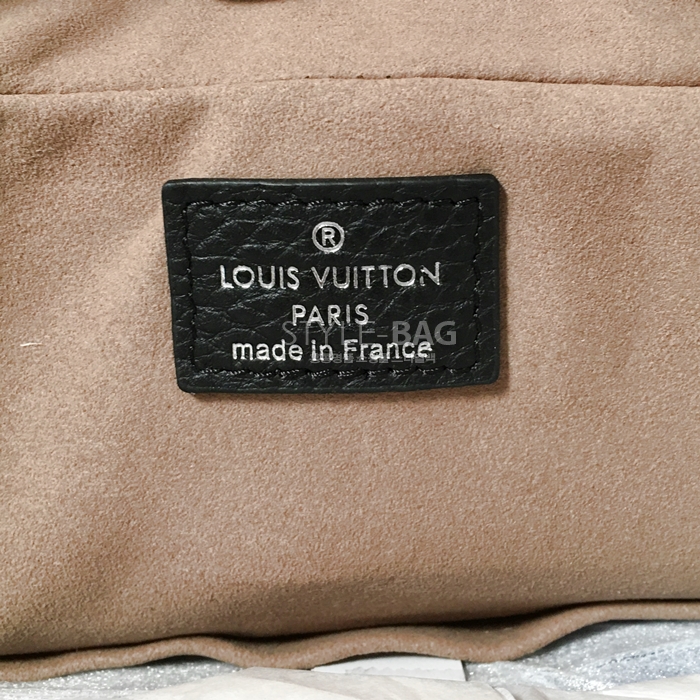 ®
LOUIS VUITTON
PARIS
STYLE-BAG
made in France